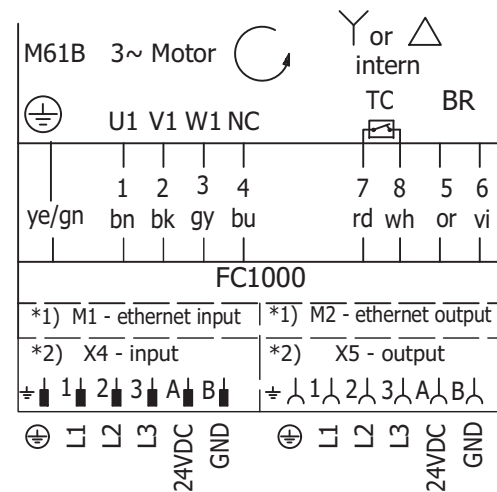 M61B 3~ Motor
Y or △
intern
TC BR
U1 V1 W1 NC
1 2 3 4 7 8 5 6
ye/gn bn bk gy bu rd wh or vi
FC1000
*1) M1 - ethernet input *1) M2 - ethernet output
*2) X4 - input *2) X5 - output
1 2 3 A B 1 2 3 A B
L1 L2 L3 24VDC GND L1 L2 L3 24VDC GND